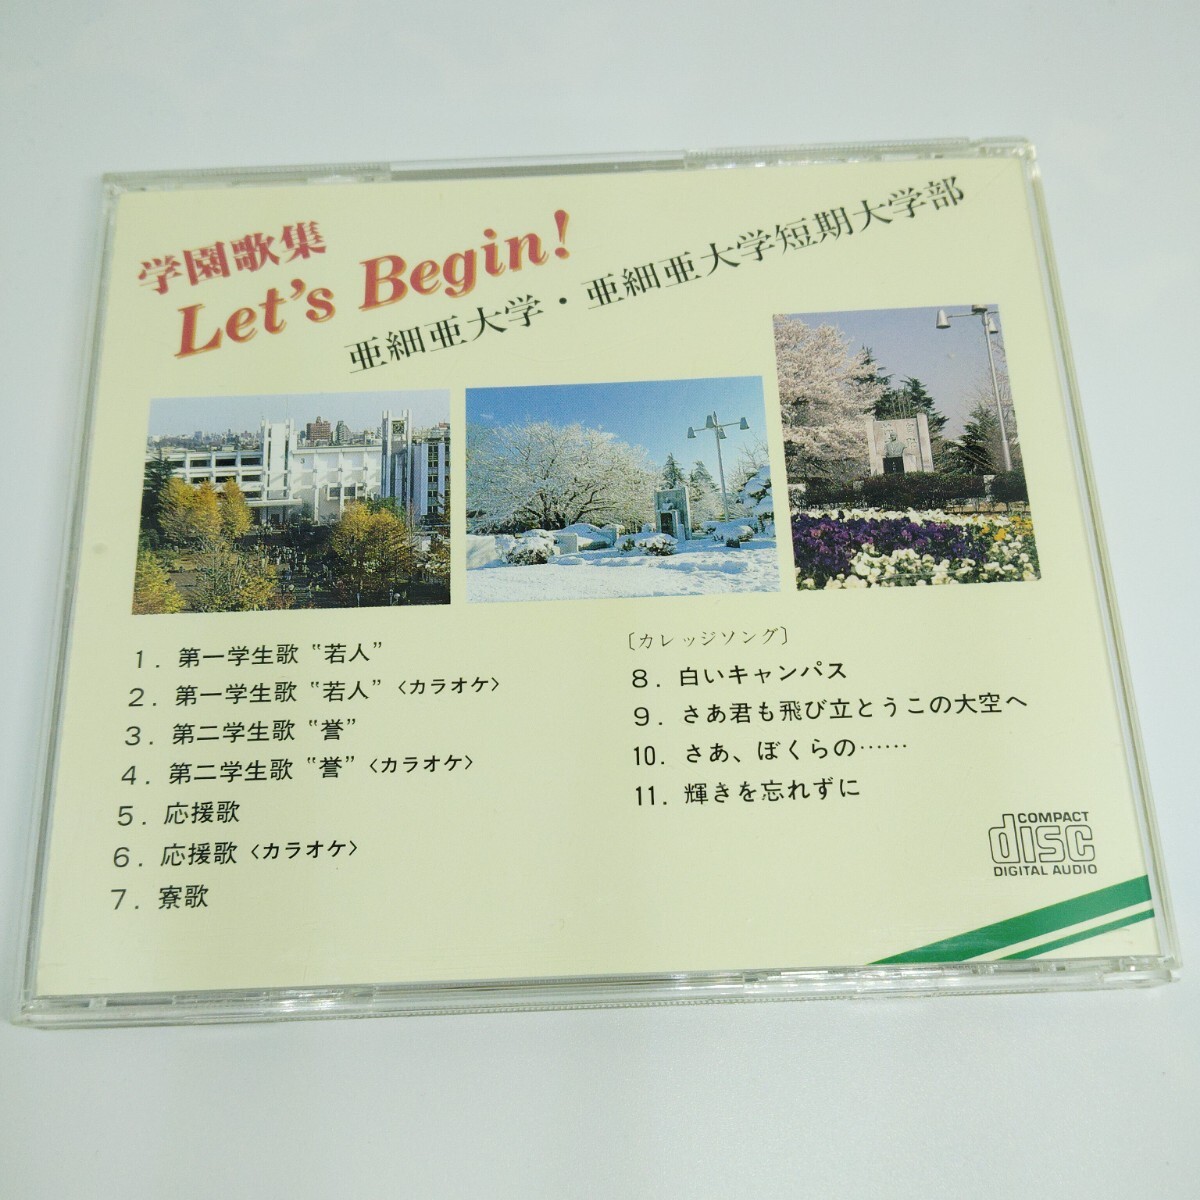 学園歌集
Let's Begin!
亜細亜大学・亜細亜大学短期大学部
1. 第一学生歌 “若人”
2. 第一学生歌 “若人” 〈カラオケ〉
3. 第二学生歌 “誉”
4. 第二学生歌 “誉” 〈カラオケ〉
5. 応援歌
6. 応援歌 〈カラオケ〉
7. 寮歌
〔カレッジソング〕
8. 白いキャンパス
9. さあ君も飛び立とうこの大空へ
10. さあ、ぼくらの……
11. 輝きを忘れずに
COMPACT
disc
DIGITAL AUDIO